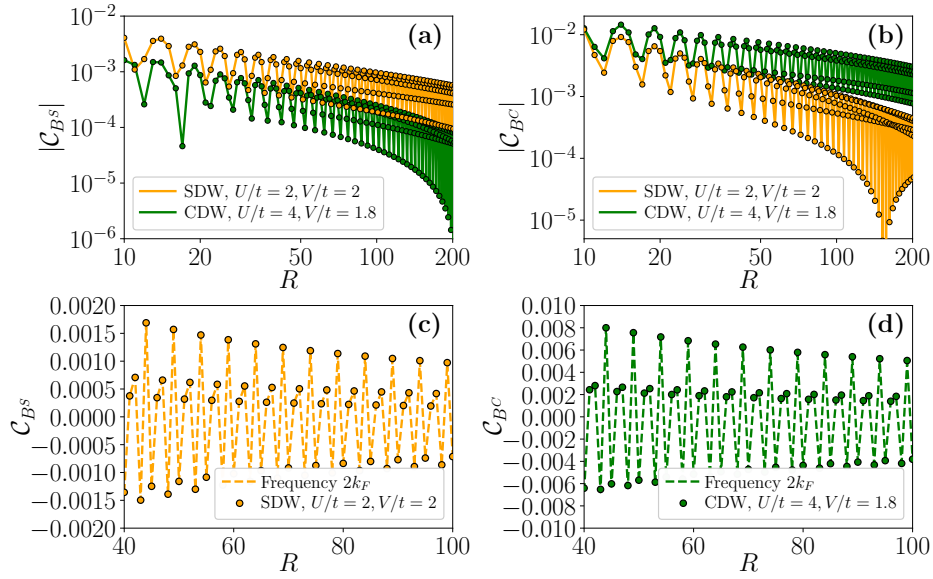 (a)
10^{-2}
10^{-3}
10^{-4}
10^{-5}
10^{-6}
|\mathcal{C}_{B^S}|
SDW, U/t = 2, V/t = 2
CDW, U/t = 4, V/t = 1.8
10 20 50 100 200
R
(b)
10^{-2}
10^{-3}
10^{-4}
10^{-5}
|\mathcal{C}_{B^C}|
SDW, U/t = 2, V/t = 2
CDW, U/t = 4, V/t = 1.8
10 20 50 100 200
R
(c)
0.0020
0.0015
0.0010
0.0005
0.0000
−0.0005
−0.0010
−0.0015
−0.0020
\mathcal{C}_{B^S}
Frequency 2k_F
SDW, U/t = 2, V/t = 2
40 60 80 100
R
(d)
0.010
0.008
0.006
0.004
0.002
0.000
−0.002
−0.004
−0.006
−0.008
−0.010
\mathcal{C}_{B^C}
Frequency 2k_F
CDW, U/t = 4, V/t = 1.8
40 60 80 100
R